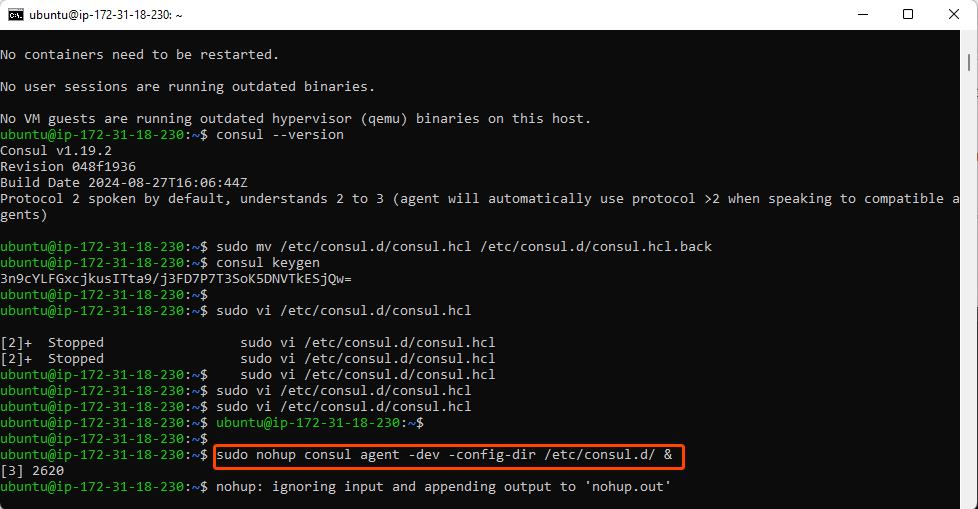 ubuntu@ip-172-31-18-230: ~
No containers need to be restarted.
No user sessions are running outdated binaries.
No VM guests are running outdated hypervisor (qemu) binaries on this host.
ubuntu@ip-172-31-18-230:~$ consul --version
Consul v1.19.2
Revision 048f1936
Build Date 2024-08-27T16:06:44Z
Protocol 2 spoken by default, understands 2 to 3 (agent will automatically use protocol >2 when speaking to compatible a
gents)
ubuntu@ip-172-31-18-230:~$ sudo mv /etc/consul.d/consul.hcl /etc/consul.d/consul.hcl.back
ubuntu@ip-172-31-18-230:~$ consul keygen
3n9cYLFGxcjkusITta9/j3FD7P7T3SoK5DNVTkESjQw=
ubuntu@ip-172-31-18-230:~$
ubuntu@ip-172-31-18-230:~$ sudo vi /etc/consul.d/consul.hcl
[2]+  Stopped                 sudo vi /etc/consul.d/consul.hcl
[2]+  Stopped                 sudo vi /etc/consul.d/consul.hcl
ubuntu@ip-172-31-18-230:~$    sudo vi /etc/consul.d/consul.hcl
ubuntu@ip-172-31-18-230:~$ sudo vi /etc/consul.d/consul.hcl
ubuntu@ip-172-31-18-230:~$ sudo vi /etc/consul.d/consul.hcl
ubuntu@ip-172-31-18-230:~$ ubuntu@ip-172-31-18-230:~$
ubuntu@ip-172-31-18-230:~$
ubuntu@ip-172-31-18-230:~$ sudo nohup consul agent -dev -config-dir /etc/consul.d/ &
[3] 2620
ubuntu@ip-172-31-18-230:~$ nohup: ignoring input and appending output to 'nohup.out'